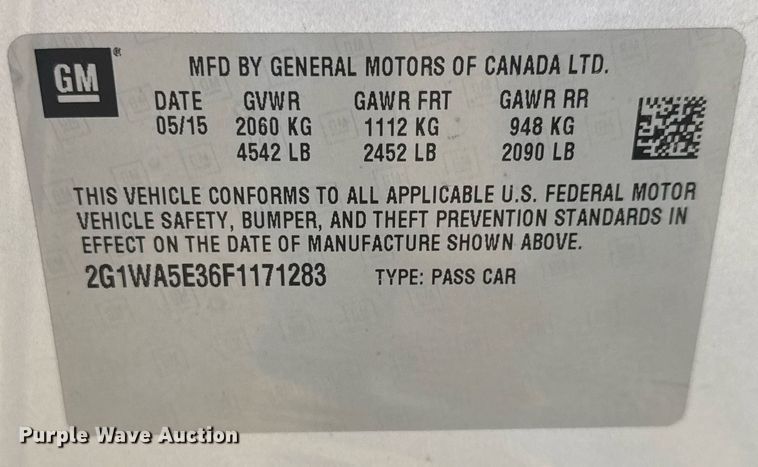 GM®
MFD BY GENERAL MOTORS OF CANADA LTD.
DATE GVWR GAWR FRT GAWR RR
05/15 2060 KG 1112 KG 948 KG
4542 LB 2452 LB 2090 LB
THIS VEHICLE CONFORMS TO ALL APPLICABLE U.S. FEDERAL MOTOR
VEHICLE SAFETY, BUMPER, AND THEFT PREVENTION STANDARDS IN
EFFECT ON THE DATE OF MANUFACTURE SHOWN ABOVE.
2G1WA5E36F1171283 TYPE: PASS CAR
Purple Wave Auction